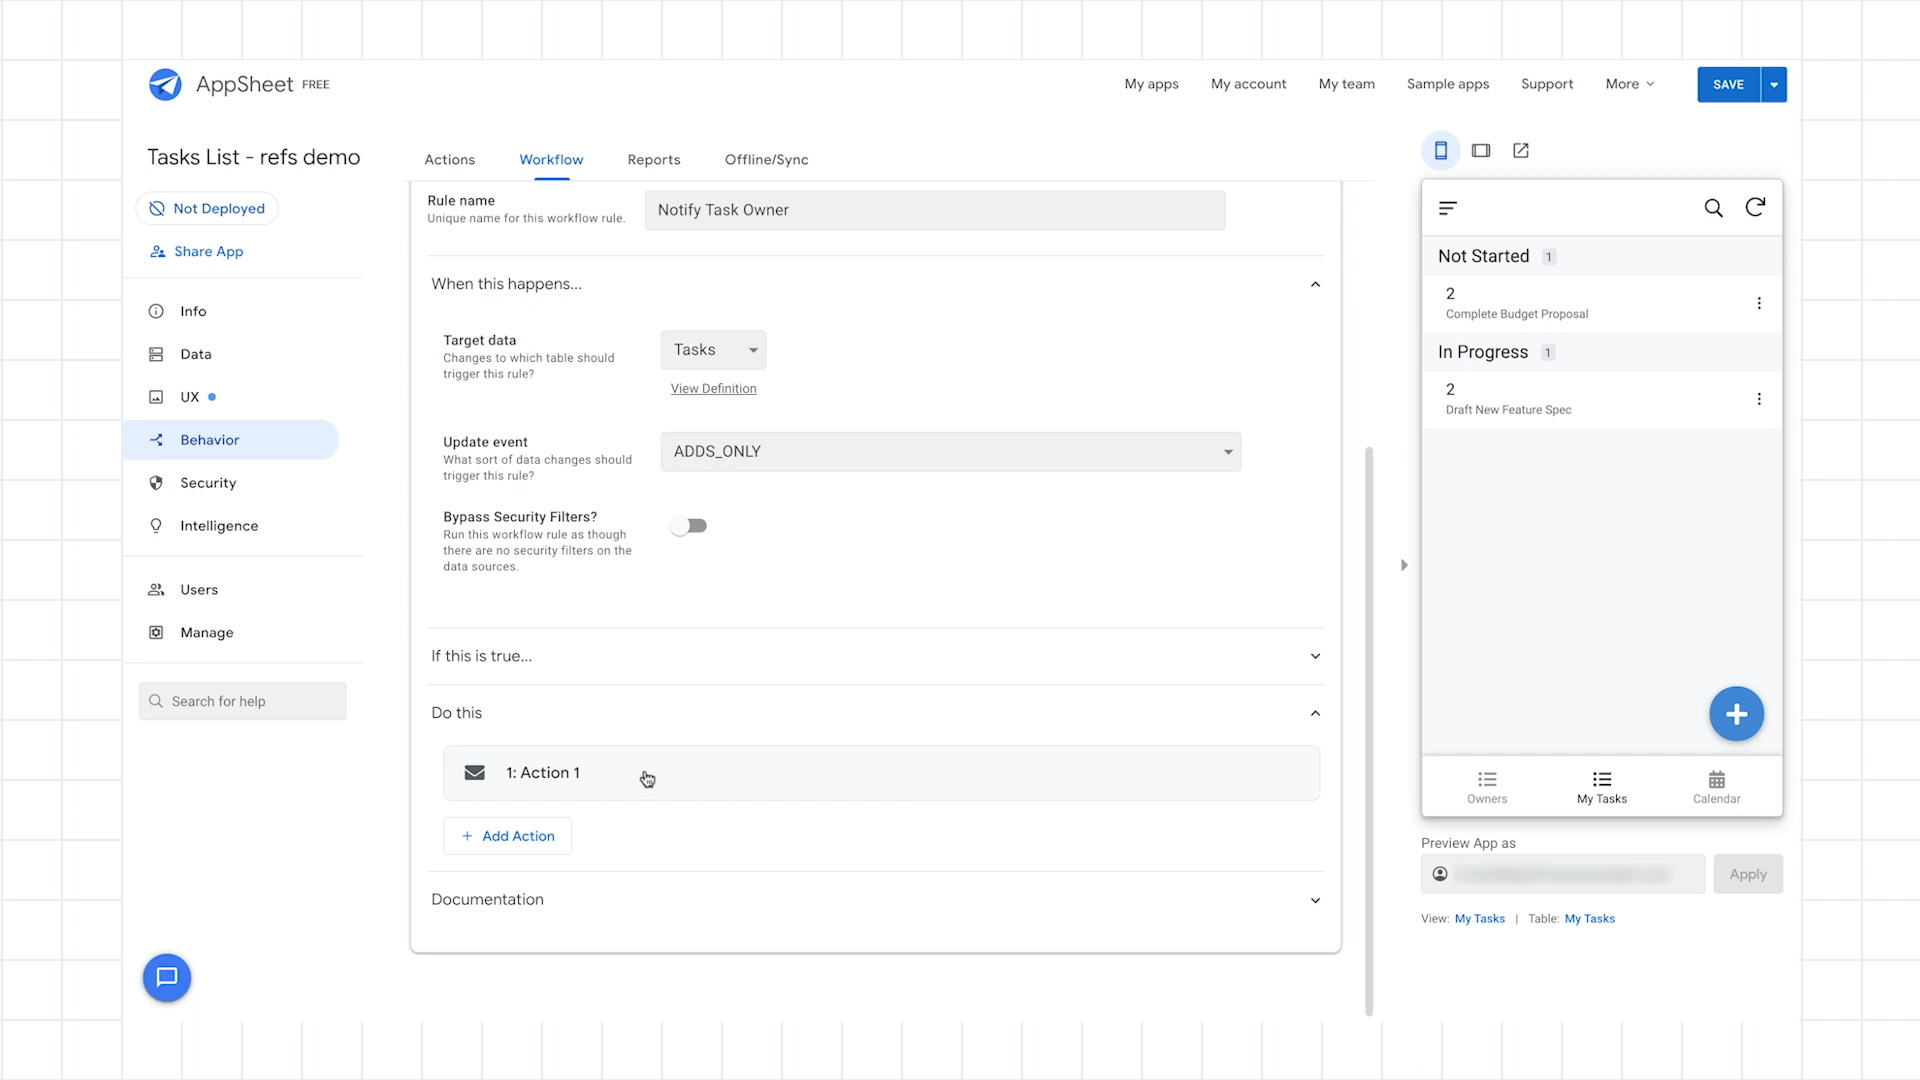 AppSheet FREE
My apps
My account
My team
Sample apps
Support
More
SAVE
Tasks List - refs demo
Not Deployed
Share App
Info
Data
UX
Behavior
Security
Intelligence
Users
Manage
Search for help
Actions
Workflow
Reports
Offline/Sync
Rule name
Unique name for this workflow rule.
Notify Task Owner
When this happens...
Target data
Changes to which table should
trigger this rule?
Tasks
View Definition
Update event
What sort of data changes should
trigger this rule?
ADDS_ONLY
Bypass Security Filters?
Run this workflow rule as though
there are no security filters on the
data sources.
If this is true...
Do this
1: Action 1
+ Add Action
Documentation
Not Started 1
2
Complete Budget Proposal
In Progress 1
2
Draft New Feature Spec
Owners
My Tasks
Calendar
Preview App as
Apply
View: My Tasks | Table: My Tasks